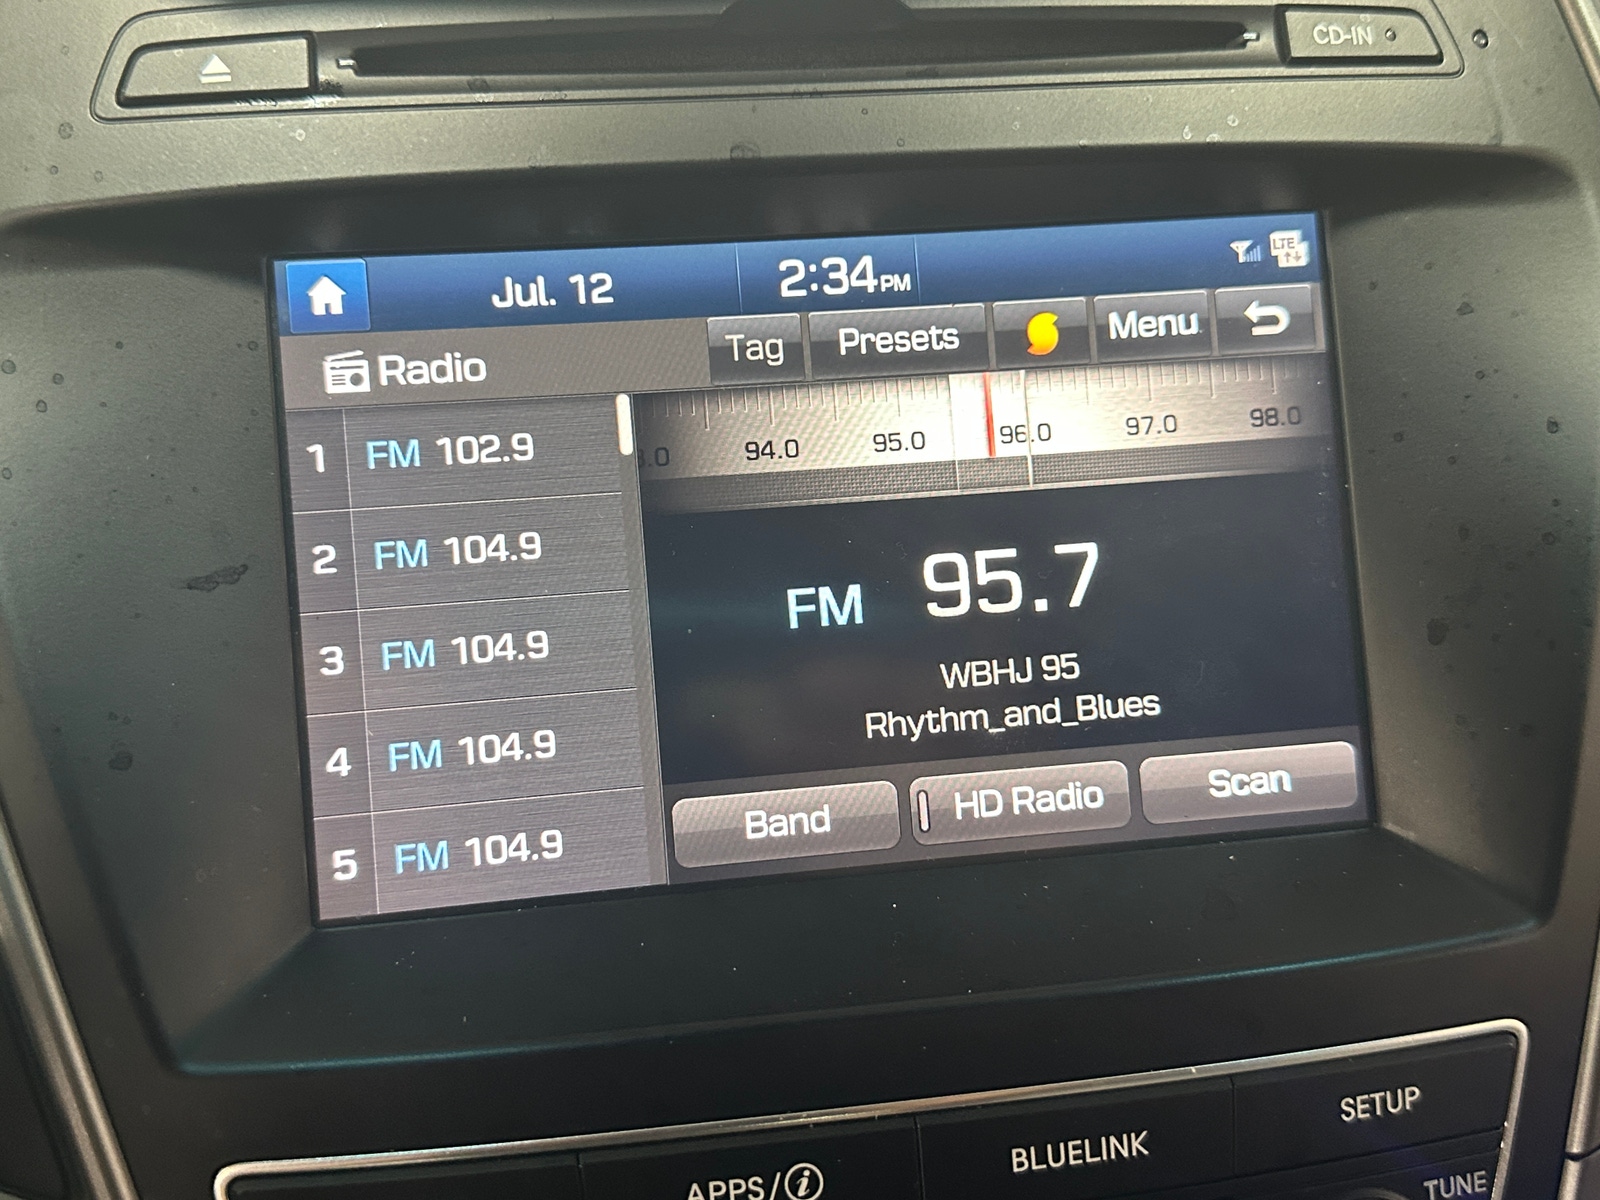 CD-IN
Jul. 12
2:34 PM
LTE
Radio
Tag
Presets
Menu
94.0
95.0
96.0
97.0
98.0
1 FM 102.9
2 FM 104.9
3 FM 104.9
4 FM 104.9
5 FM 104.9
FM 95.7
WBHJ 95
Rhythm_and_Blues
Band
HD Radio
Scan
APPS/i
BLUELINK
SETUP
TUNE